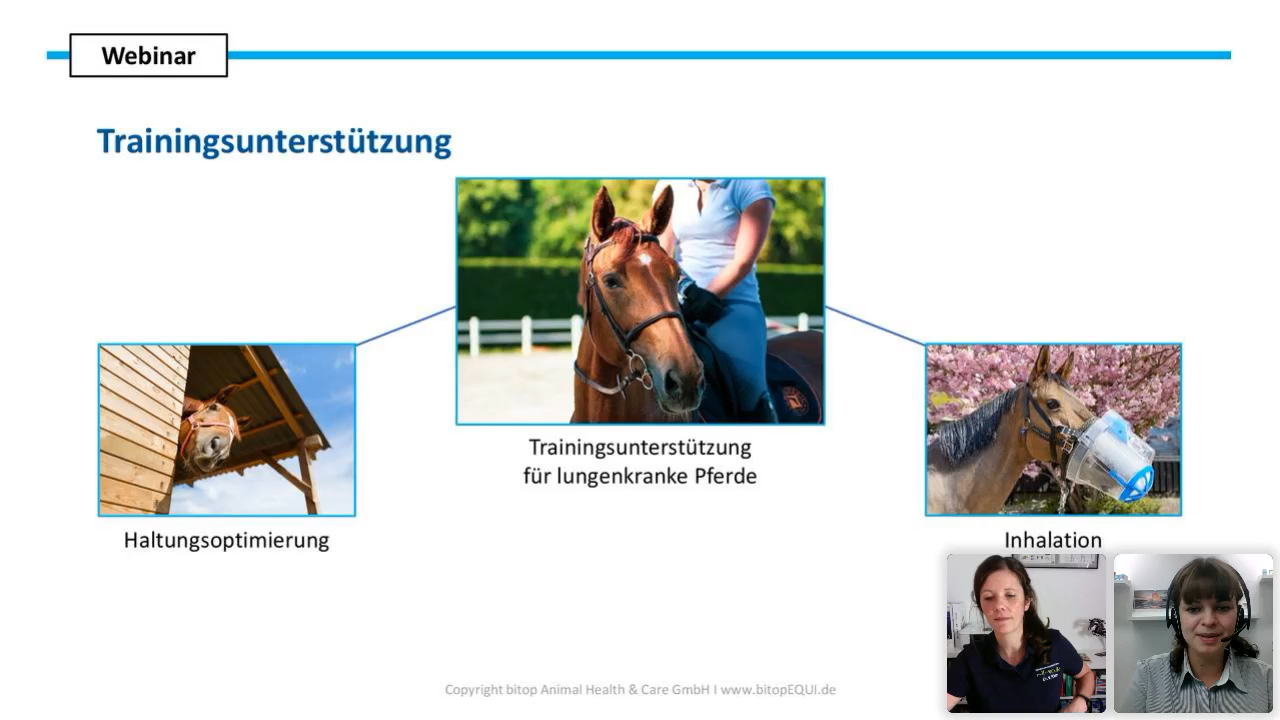 Webinar
Trainingsunterstützung
Trainingsunterstützung
für lungenkranke Pferde
Haltungsoptimierung
Inhalation
Copyright bitop Animal Health & Care GmbH I www.bitopEQUI.de